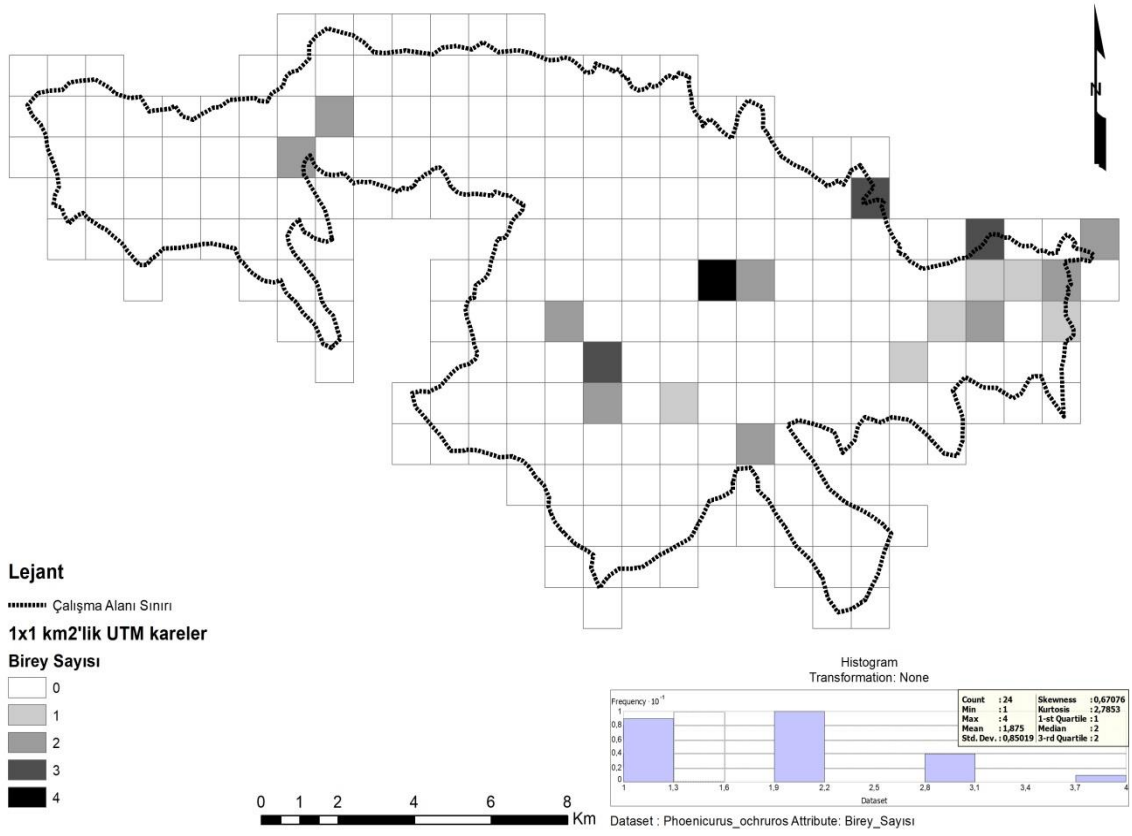 N
Lejant
Çalışma Alanı Sınırı
1x1 km2'lik UTM kareler
Birey Sayısı
0
1
2
3
4
0 1 2 4 6 8
Km
Histogram
Transformation: None
Frequency · 10⁻¹
1
0,8
0,6
0,4
0,2
0
1 1,3 1,6 1,9 2,2 2,5 2,8 3,1 3,4 3,7 4
Dataset
Count : 24 Skewness : 0,67076
Min : 1 Kurtosis : 2,7853
Max : 4 1-st Quartile : 1
Mean : 1,875 Median : 2
Std. Dev. : 0,85019 3-rd Quartile : 2
Dataset : Phoenicurus_ochruros Attribute: Birey_Sayısı